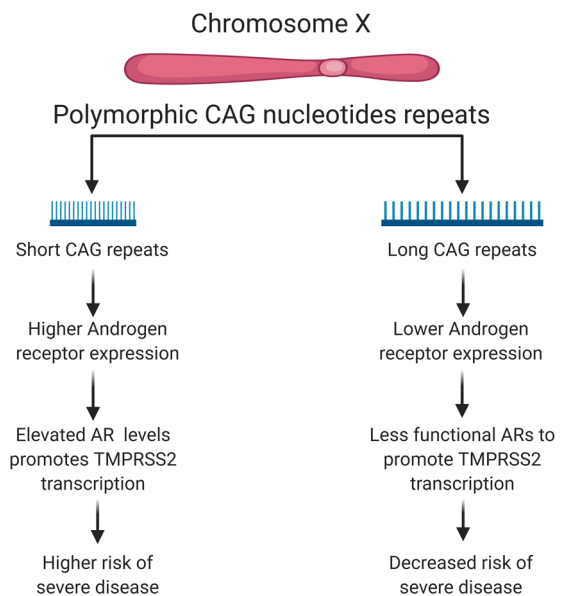 Chromosome X
Polymorphic CAG nucleotides repeats
Short CAG repeats
Higher Androgen
receptor expression
Elevated AR levels
promotes TMPRSS2
transcription
Higher risk of
severe disease
Long CAG repeats
Lower Androgen
receptor expression
Less functional ARs to
promote TMPRSS2
transcription
Decreased risk of
severe disease